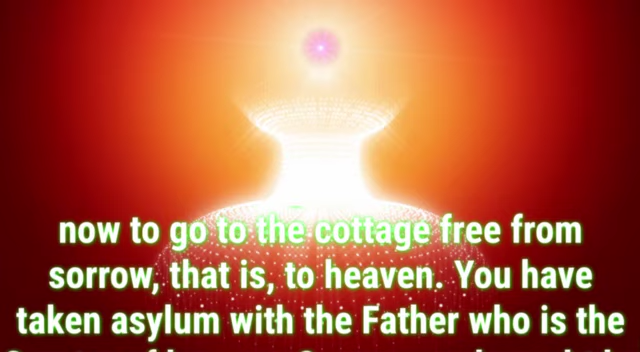 now to go to the cottage free from
sorrow, that is, to heaven. You have
taken asylum with the Father who is the